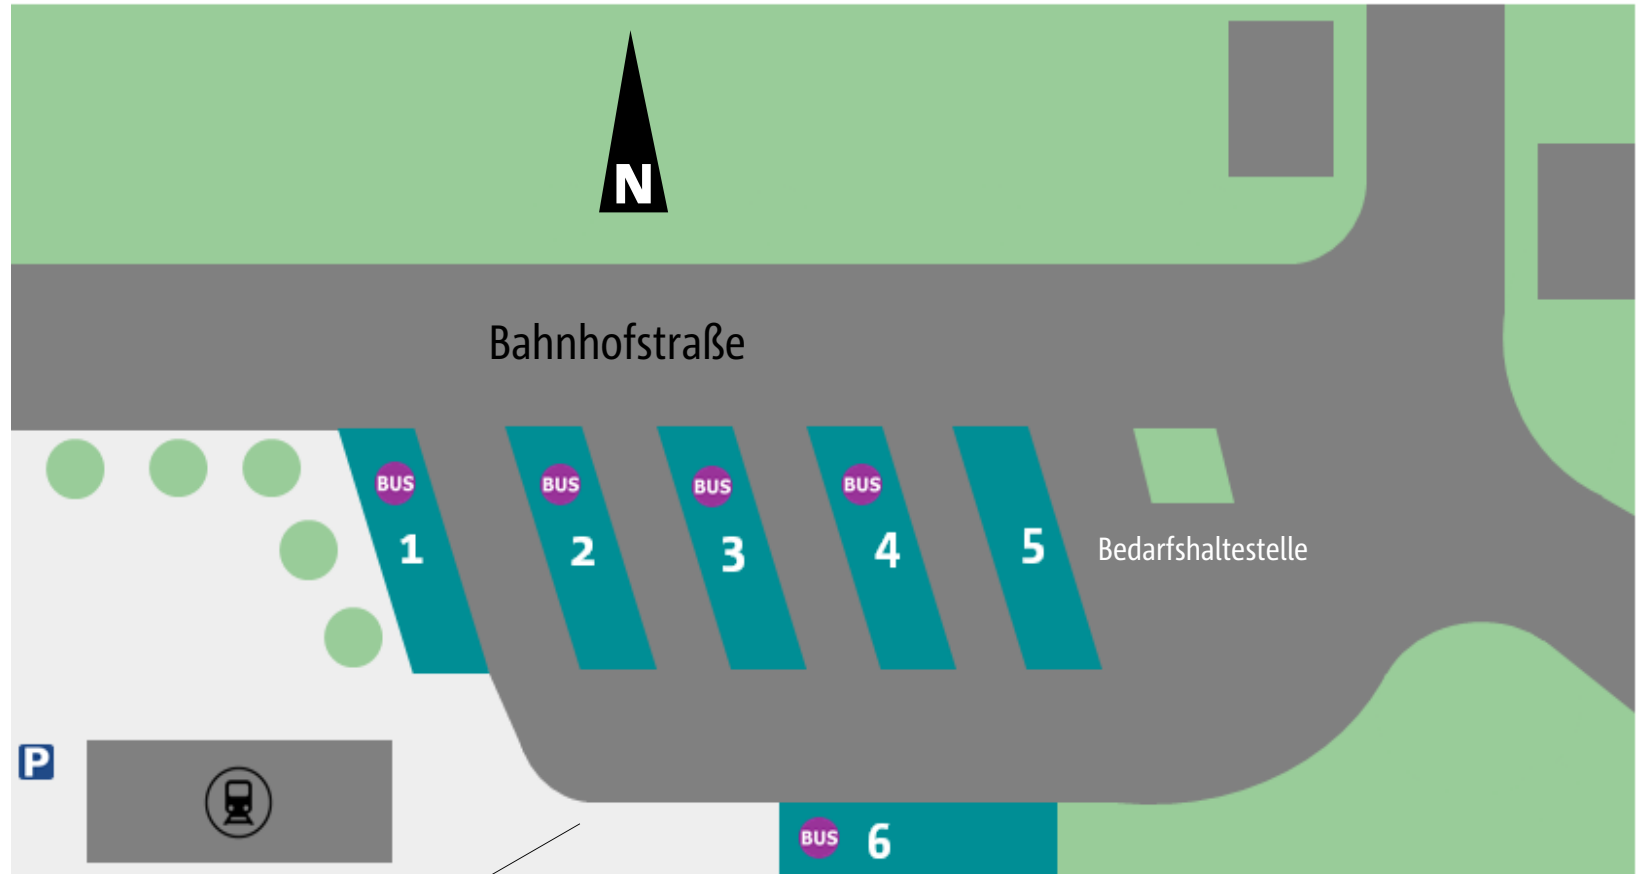 N
Bahnhofstraße
BUS BUS BUS BUS
1 2 3 4 5 Bedarfshaltestelle
P
BUS 6